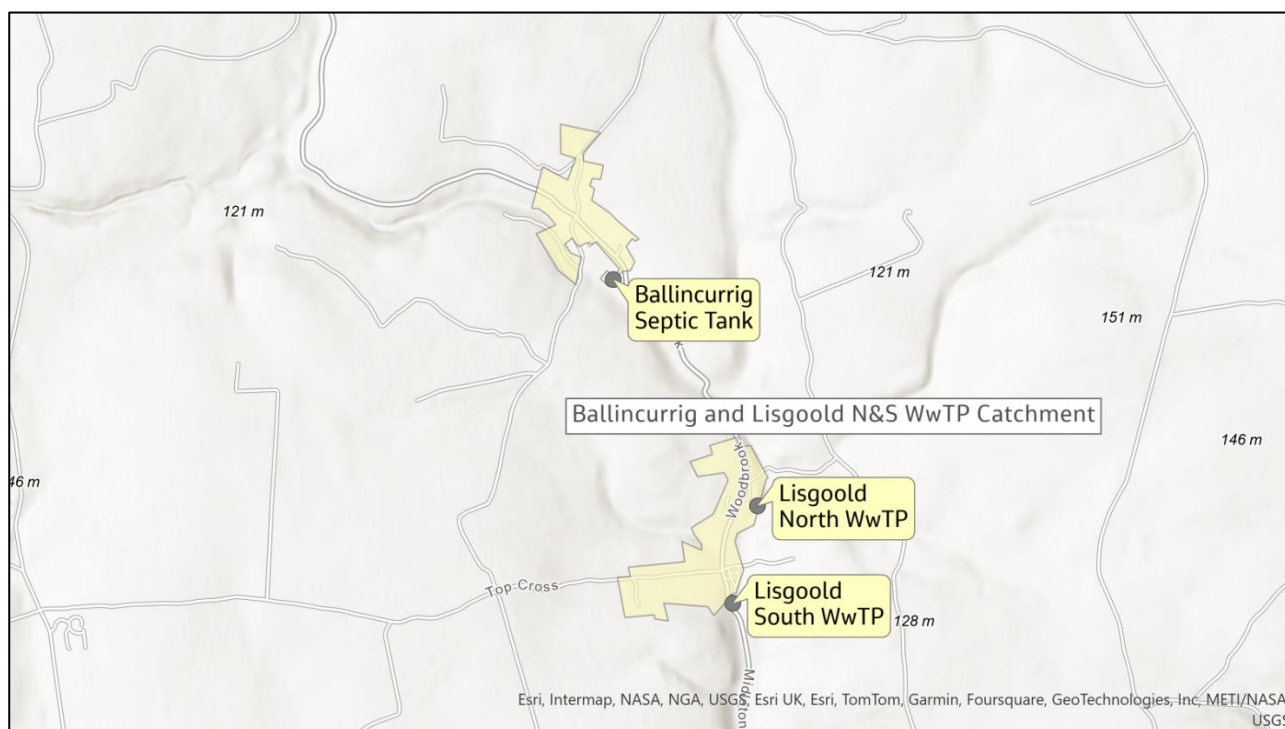 121 m
Ballincurrig
Septic Tank
121 m
151 m
Ballincurrig and Lisgoold N&S WwTP Catchment
146 m
46 m
Woodbrook
Lisgoold
North WwTP
Top Cross
Lisgoold
South WwTP
128 m
Midleton
Esri, Intermap, NASA, NGA, USGS, Esri UK, Esri, TomTom, Garmin, Foursquare, GeoTechnologies, Inc, METI/NASA
USGS